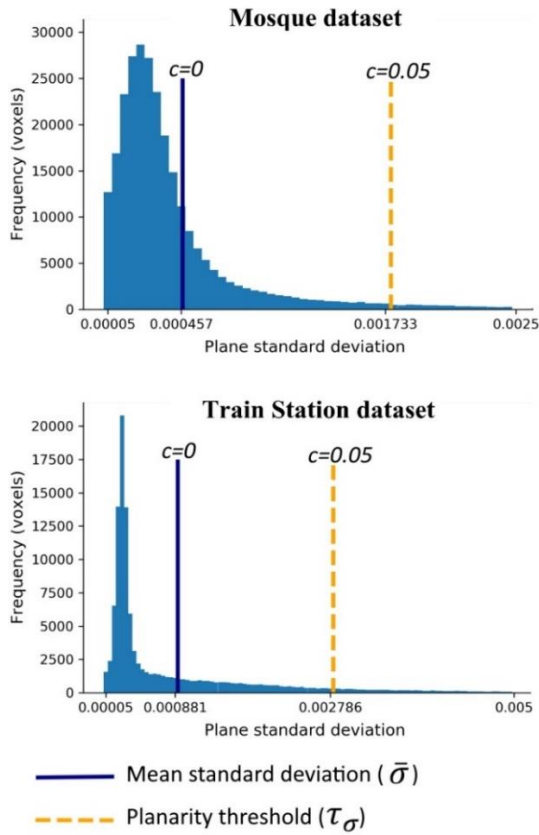 Mosque dataset
30000
25000
20000
15000
10000
5000
0
Frequency (voxels)
c=0
c=0.05
0.00005 0.000457 0.001733 0.0025
Plane standard deviation
Train Station dataset
20000
17500
15000
12500
10000
7500
5000
2500
0
Frequency (voxels)
c=0
c=0.05
0.00005 0.000881 0.002786 0.005
Plane standard deviation
Mean standard deviation ( σ̄ )
Planarity threshold (τσ)